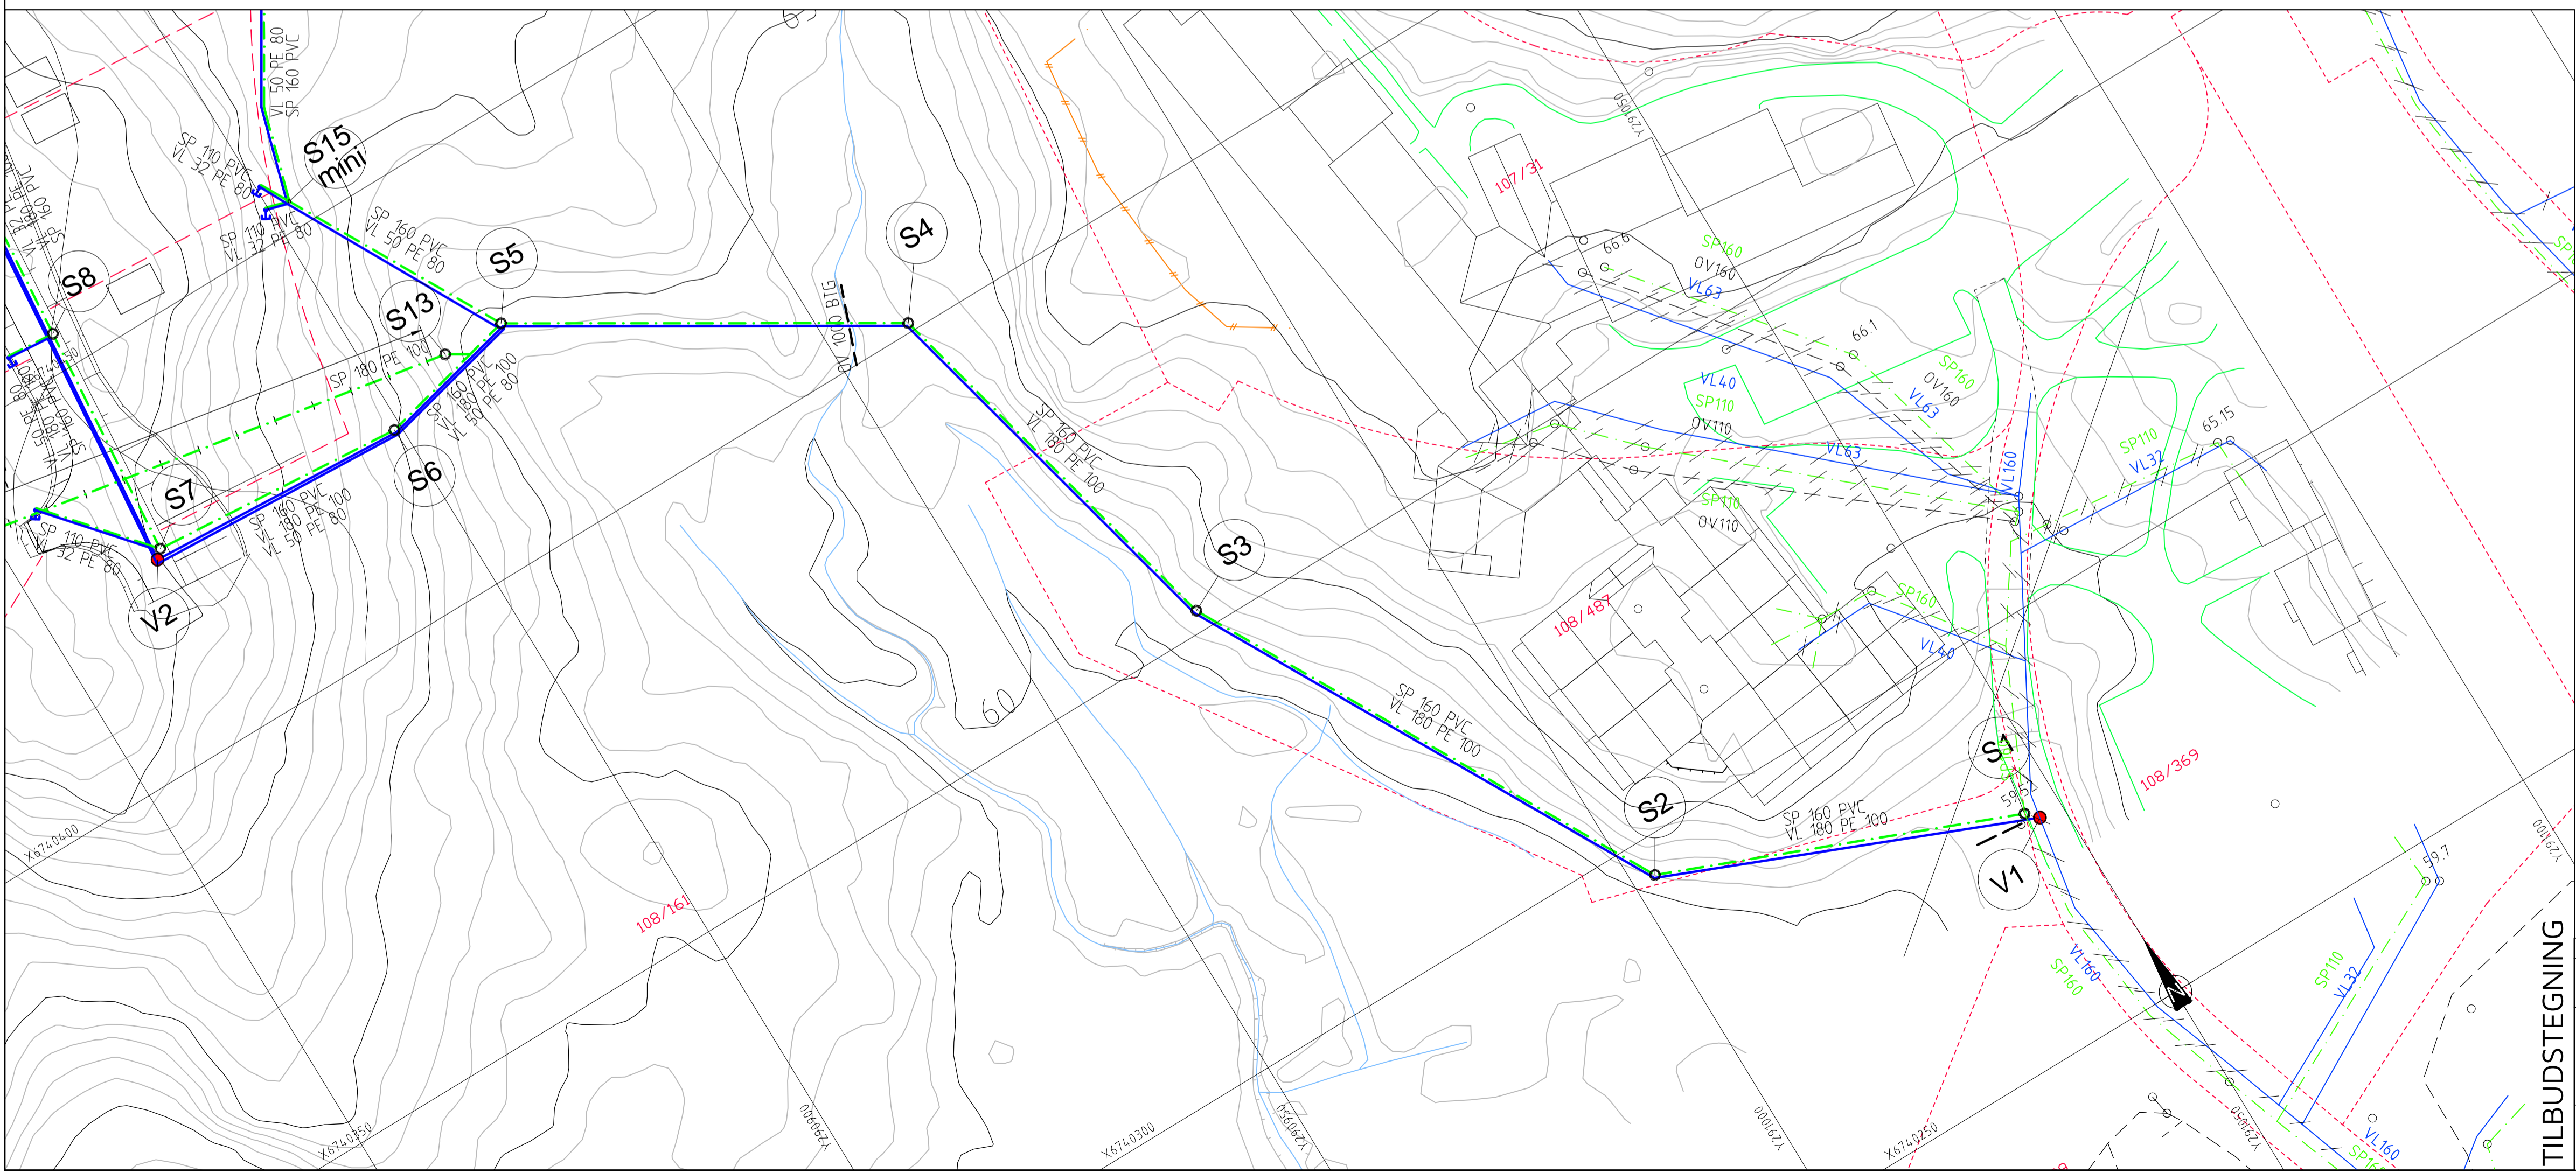 VL 50 PE 80
SP 160 PVC
SP 110 PVC
VL 32 PE 80
S15
mini
SP 110 PVC
VL 32 PE 80
SP 160 PVC
VL 50 PE 80
S8
S13
S5
S4
OV 1000 BTG
SP 180 PE 100
SP 160 PVC
VL 180 PE 100
VL 50 PE 80
S7
S6
SP 160 PVC
VL 180 PE 100
VL 50 PE 80
SP 110 PVC
VL 32 PE 80
V2
SP 160 PVC
VL 180 PE 100
S3
60
SP 160 PVC
VL 180 PE 100
S2
SP 160 PVC
VL 180 PE 100
S1
V1
107/31
Y29050
66.6
SP160
OV160
VL63
66.1
SP160
OV160
VL63
VL40
SP110
OV110
VL63
SP110
OV110
VL160
SP110
VL32
65.15
108/487
SP160
VL40
108/369
108/161
X6740400
X6740350
Y290900
X6740300
Y290950
Y291000
X6740250
Y291050
VL160
SP160
N
59.7
SP110
VL32
VL160
TILBUDSTEGNING